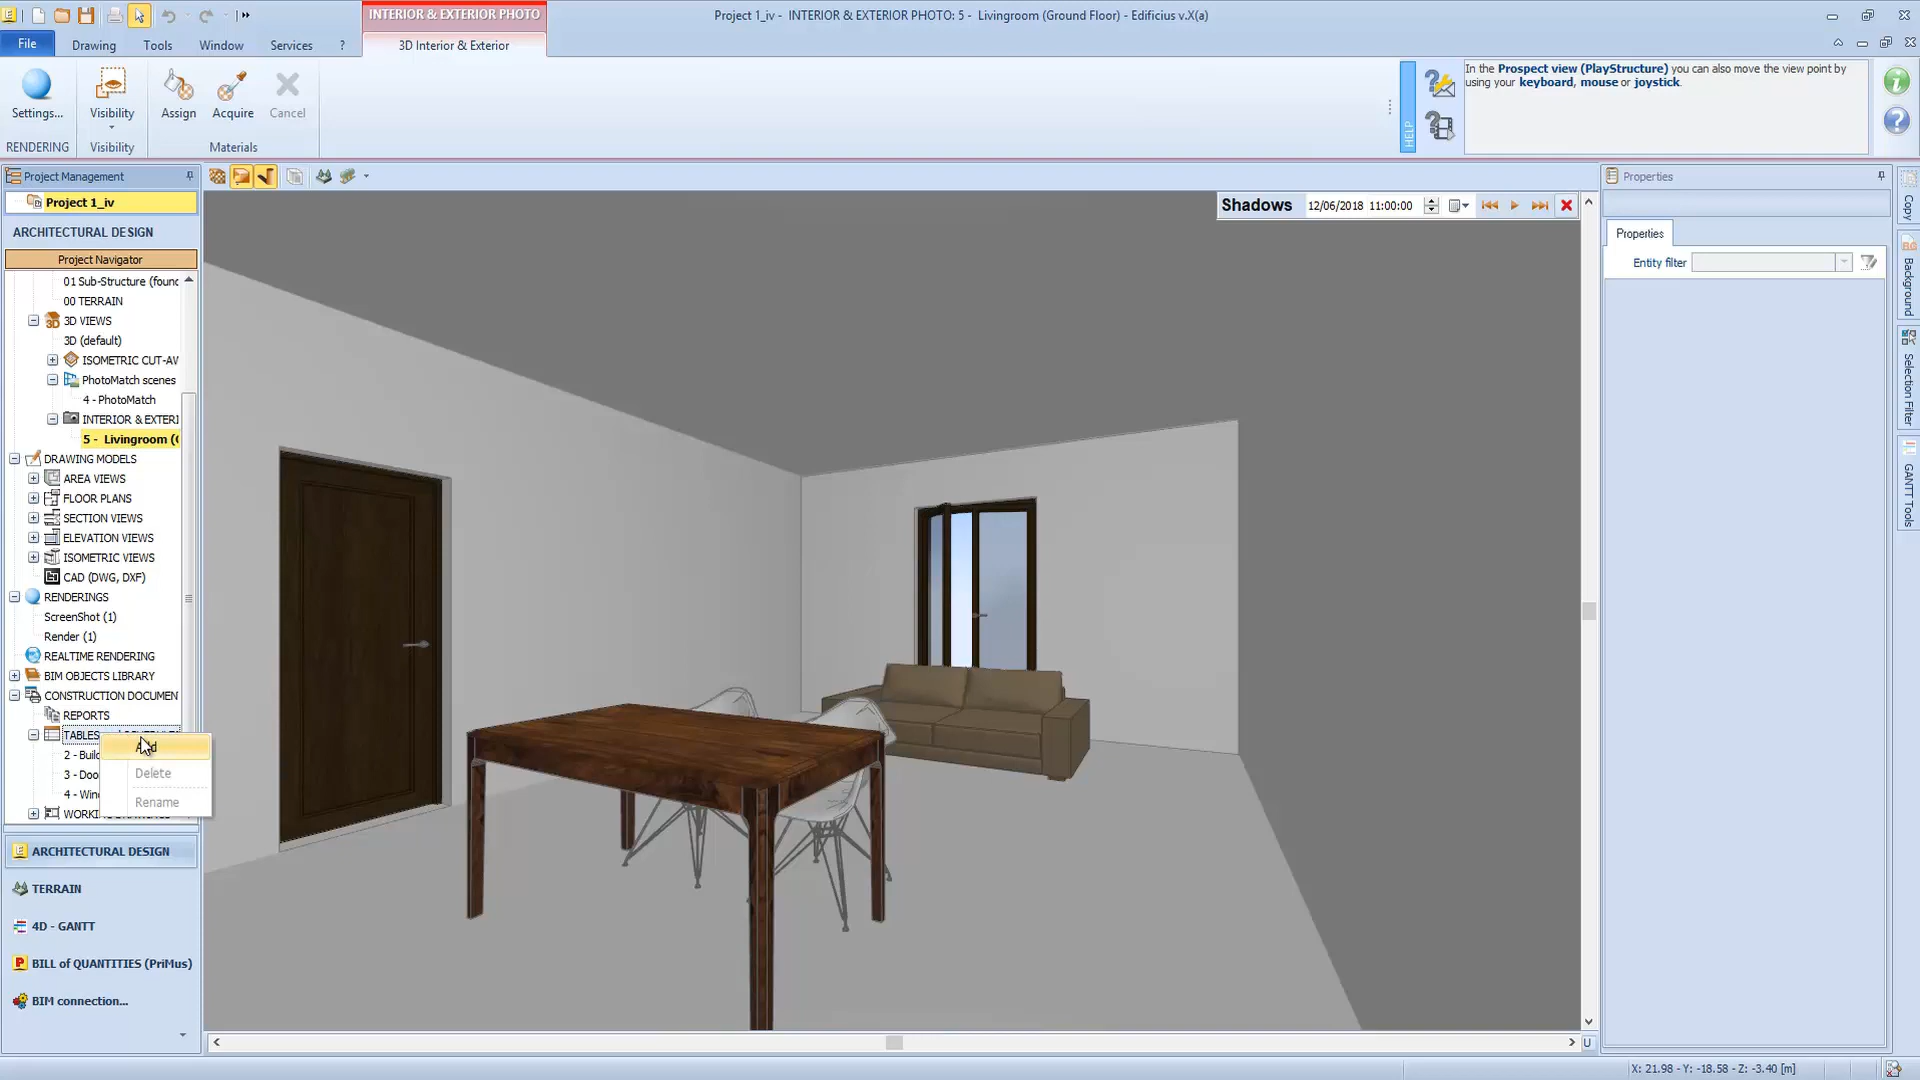 INTERIOR & EXTERIOR PHOTO
Project 1_iv - INTERIOR & EXTERIOR PHOTO: 5 - Livingroom (Ground Floor) - Edificius v.X(a)
File
Drawing
Tools
Window
Services
?
3D Interior & Exterior
Settings...
Visibility
Assign
Acquire
Cancel
RENDERING
Visibility
Materials
HELP
In the Prospect view (PlayStructure) you can also move the view point by
using your keyboard, mouse or joystick.
Project Management
Project 1_iv
ARCHITECTURAL DESIGN
Project Navigator
01 Sub-Structure (found
00 TERRAIN
3D VIEWS
3D (default)
ISOMETRIC CUT-AV
PhotoMatch scenes
4 - PhotoMatch
INTERIOR & EXTERI
5 - Livingroom (
DRAWING MODELS
AREA VIEWS
FLOOR PLANS
SECTION VIEWS
ELEVATION VIEWS
ISOMETRIC VIEWS
CAD (DWG, DXF)
RENDERINGS
ScreenShot (1)
Render (1)
REALTIME RENDERING
BIM OBJECTS LIBRARY
CONSTRUCTION DOCUMEN
REPORTS
TABLES
2 - Build
3 - Doo
4 - Wind
Add
Delete
Rename
ARCHITECTURAL DESIGN
TERRAIN
4D - GANTT
BILL of QUANTITIES (PriMus)
BIM connection...
Shadows
12/06/2018 11:00:00
Properties
Properties
Entity filter
Copy
Background
Selection Filter
GANTT Tools
U
X: 21.98 - Y: -18.58 - Z: -3.40 [m]